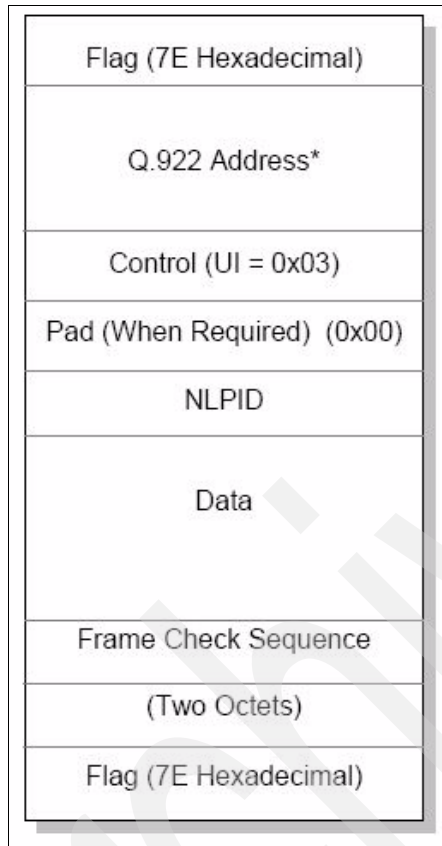 Flag (7E Hexadecimal)
Q.922 Address*
Control (UI = 0x03)
Pad (When Required) (0x00)
NLPID
Data
Frame Check Sequence
(Two Octets)
Flag (7E Hexadecimal)